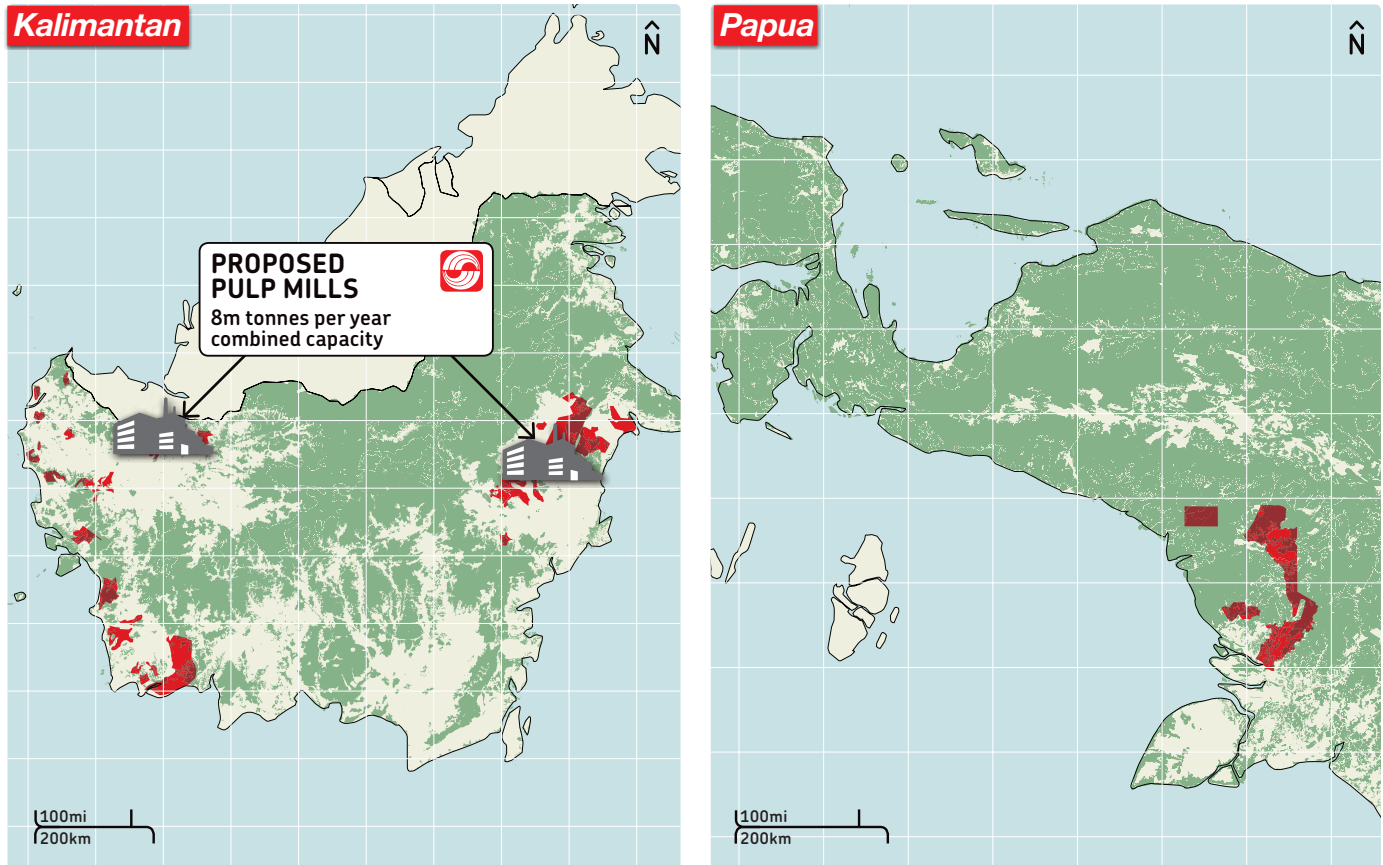 Kalimantan
N
PROPOSED
PULP MILLS
8m tonnes per year
combined capacity
100mi
200km
Papua
N
100mi
200km